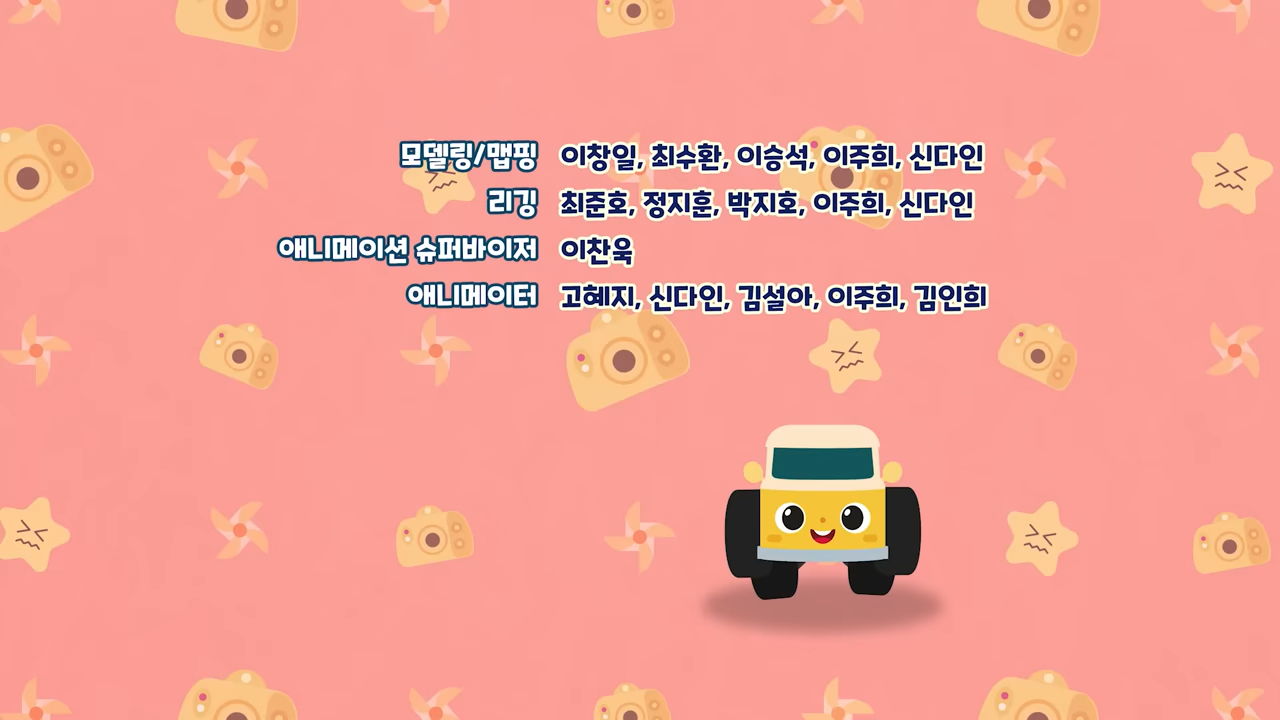 모델링/맵핑 이창일, 최수환, 이승석, 이주희, 신다인
리깅 최준호, 정지훈, 박지호, 이주희, 신다인
애니메이션 슈퍼바이저 이찬욱
애니메이터 고혜지, 신다인, 김설아, 이주희, 김인희